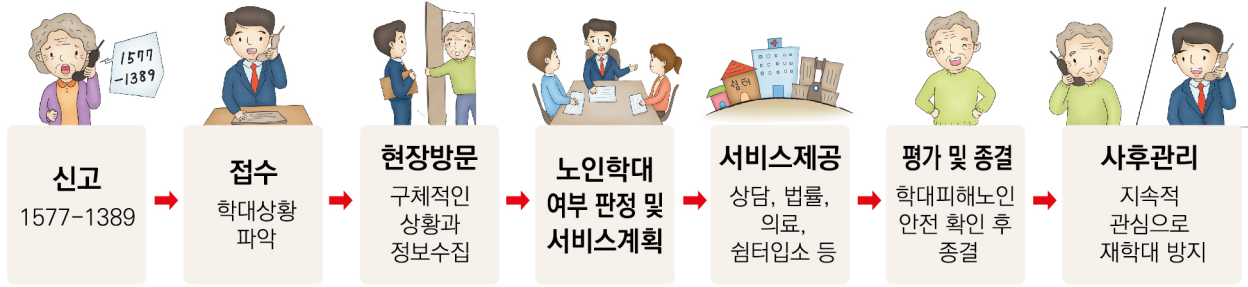 1577
-1389
쉼터
신고
1577-1389
접수
학대상황
파악
현장방문
구체적인
상황과
정보수집
노인학대
여부 판정 및
서비스계획
서비스제공
상담, 법률,
의료,
쉼터입소 등
평가 및 종결
학대피해노인
안전 확인 후
종결
사후관리
지속적
관심으로
재학대 방지